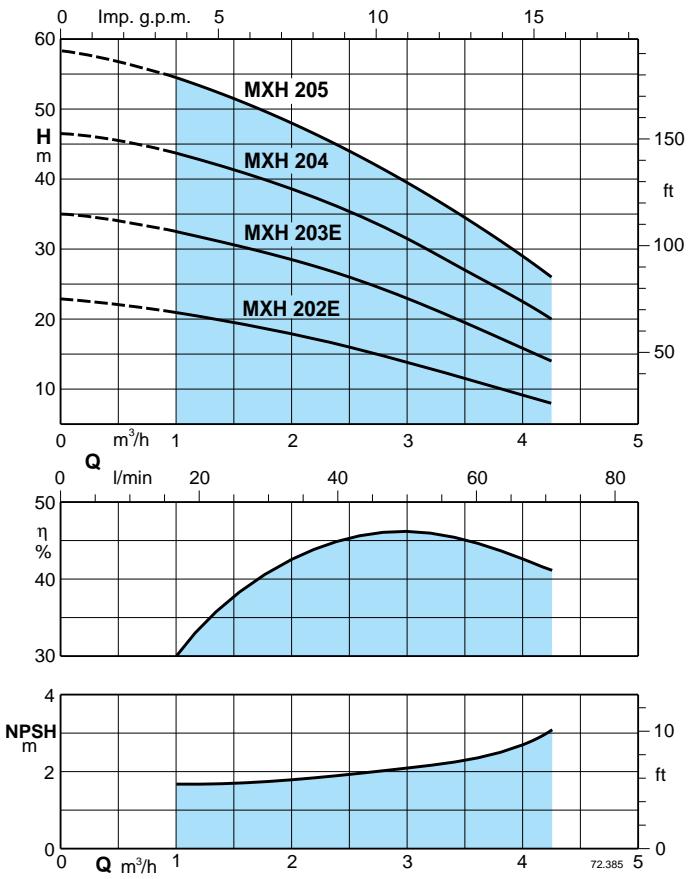 0 Imp. g.p.m. 5 10 15
60
50
H
m
40
30
20
10
150
ft
100
50
MXH 205
MXH 204
MXH 203E
MXH 202E
0 m³/h 1 2 3 4 5
Q
0 l/min 20 40 60 80
50
η
%
40
30
4
NPSH
m
2
0
10
ft
0
0 Q m³/h 1 2 3 4 72.385 5